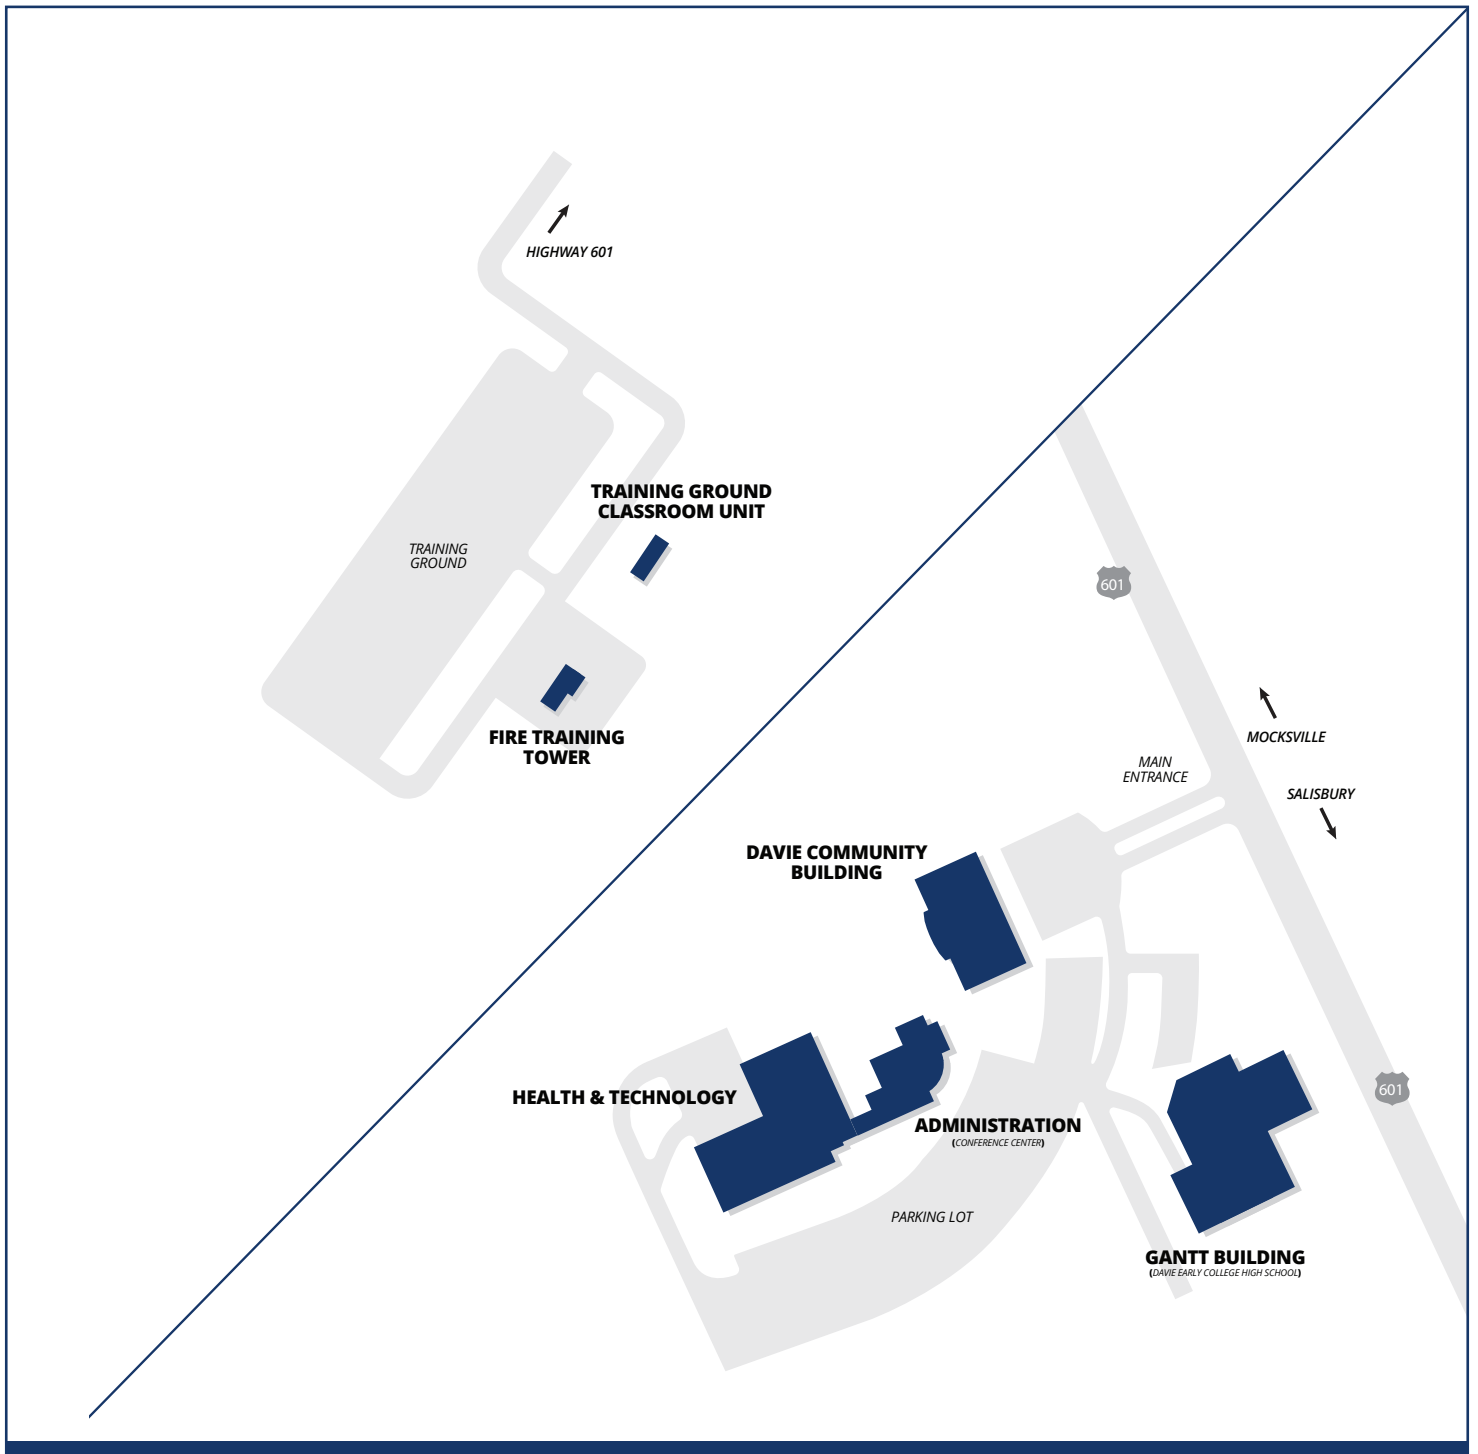 HIGHWAY 601
TRAINING GROUND
CLASSROOM UNIT
TRAINING
GROUND
601
FIRE TRAINING
TOWER
MOCKSVILLE
MAIN
ENTRANCE
SALISBURY
DAVIE COMMUNITY
BUILDING
601
HEALTH & TECHNOLOGY
ADMINISTRATION
(CONFERENCE CENTER)
PARKING LOT
GANTT BUILDING
(DAVIE EARLY COLLEGE HIGH SCHOOL)